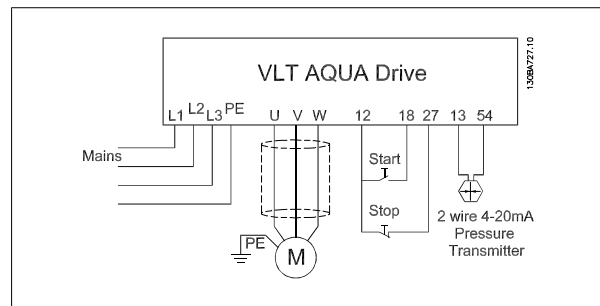 VLT AQUA Drive
130BA727.10
L1 L2 L3 PE U V W 12 18 27 13 54
Mains
Start
Stop
2 wire 4-20mA
Pressure
Transmitter
PE
M